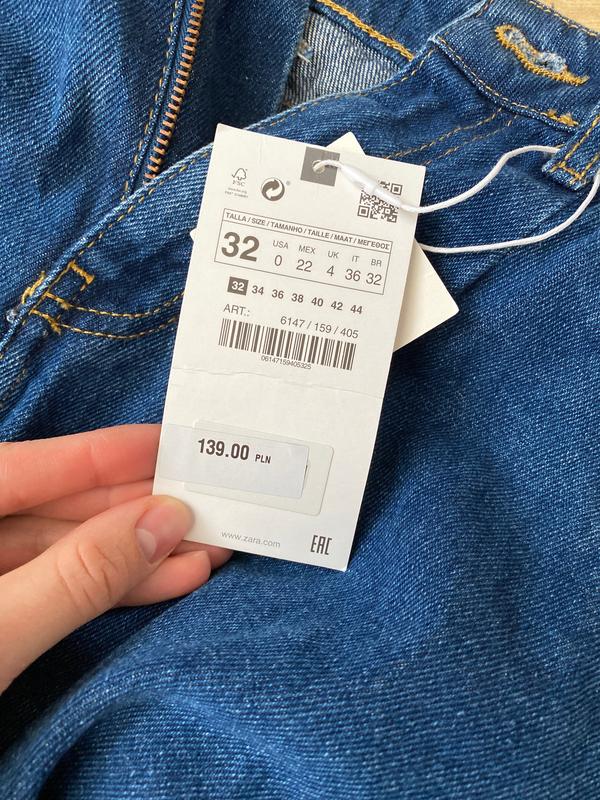 FSC
TALLA / SIZE / TAMANHO / TAILLE / MAAT / ΜΕΓΕΘΟΣ
32 USA MEX UK IT BR
0 22 4 36 32
32 34 36 38 40 42 44
ART.: 6147 / 159 / 405
06147159405325
139.00 PLN
www.zara.com
EAC